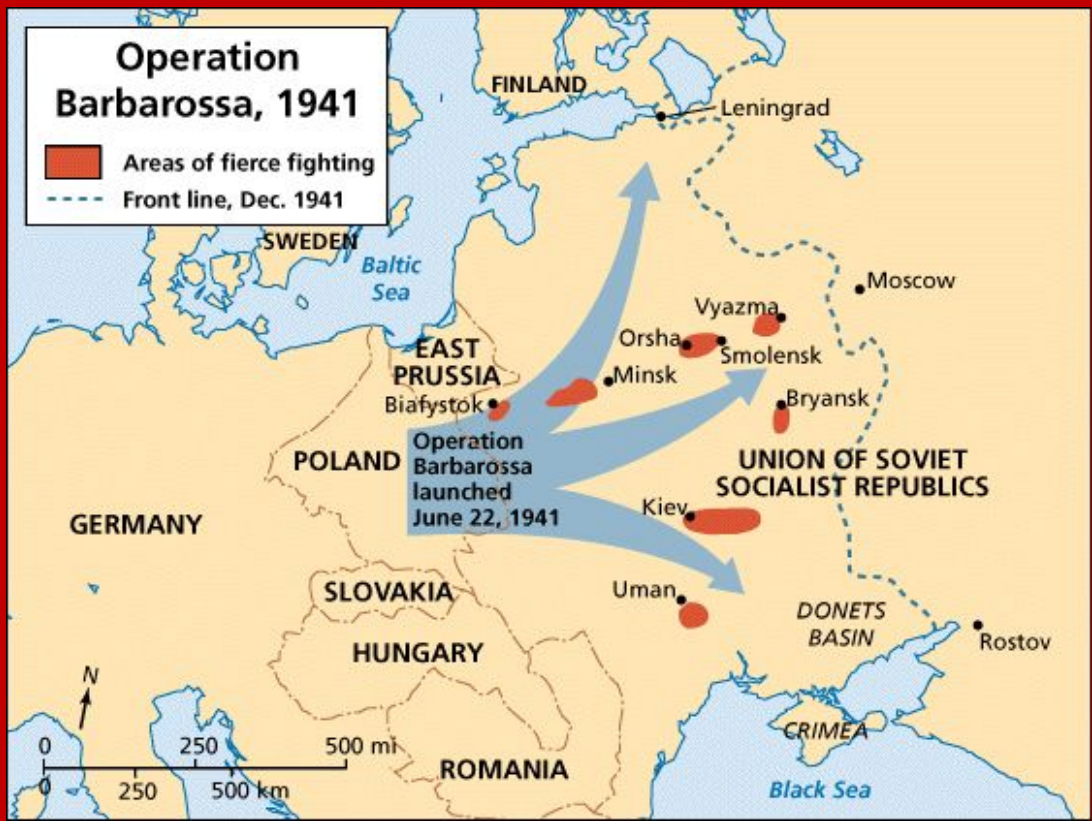 Operation
Barbarossa, 1941
Areas of fierce fighting
Front line, Dec. 1941
FINLAND
Leningrad
SWEDEN
Baltic
Sea
Moscow
Vyazma
Orsha
Smolensk
EAST
PRUSSIA
Minsk
Biafystok
Bryansk
Operation
Barbarossa
launched
June 22, 1941
POLAND
UNION OF SOVIET
SOCIALIST REPUBLICS
GERMANY
Kiev
SLOVAKIA
Uman
DONETS
BASIN
Rostov
HUNGARY
N
CRIMEA
0 250 500 mi
0 250 500 km
ROMANIA
Black Sea